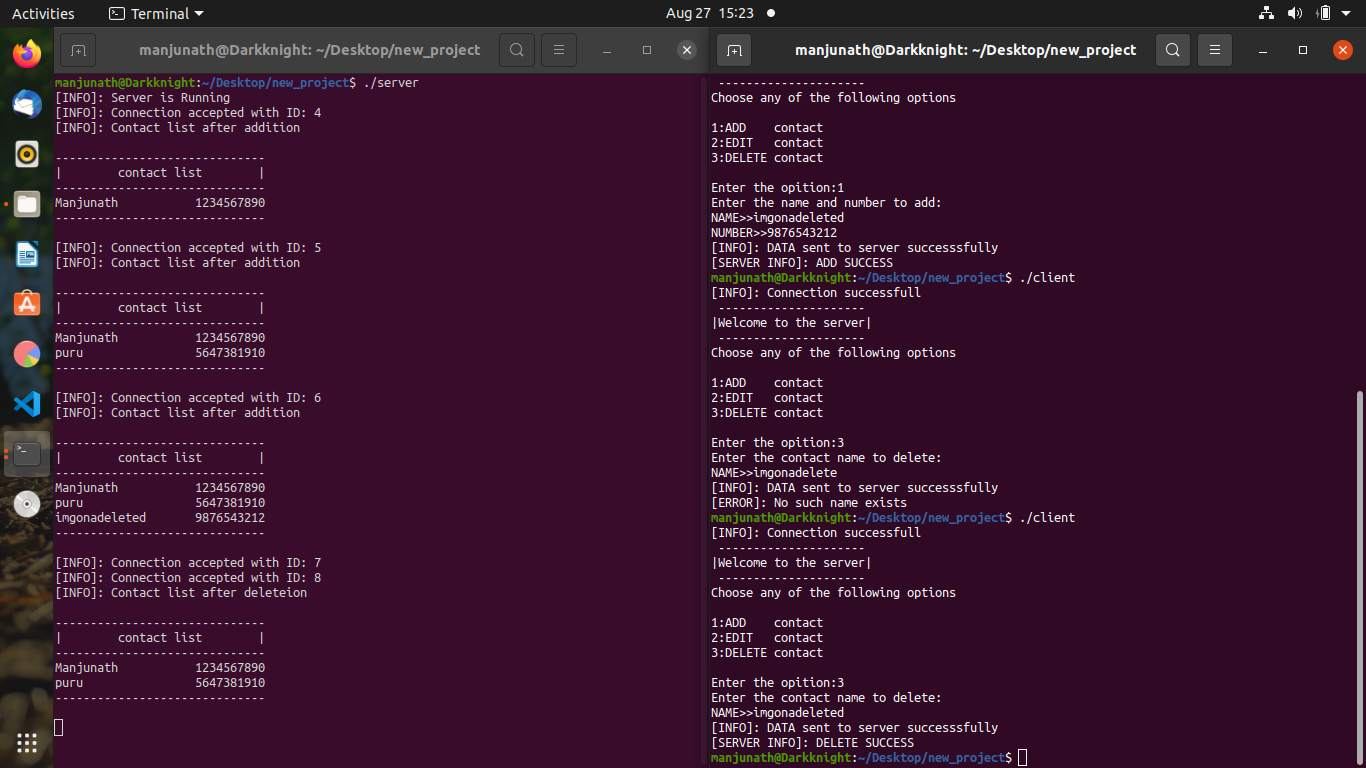 Activities Terminal Aug 27 15:23
manjunath@Darkknight: ~/Desktop/new_project
manjunath@Darkknight:~/Desktop/new_project$ ./server
[INFO]: Server is Running
[INFO]: Connection accepted with ID: 4
[INFO]: Contact list after addition
------------------------------
|        contact list        |
------------------------------
Manjunath           1234567890
------------------------------
[INFO]: Connection accepted with ID: 5
[INFO]: Contact list after addition
------------------------------
|        contact list        |
------------------------------
Manjunath           1234567890
puru                5647381910
------------------------------
[INFO]: Connection accepted with ID: 6
[INFO]: Contact list after addition
------------------------------
|        contact list        |
------------------------------
Manjunath           1234567890
puru                5647381910
imgonadeleted       9876543212
------------------------------
[INFO]: Connection accepted with ID: 7
[INFO]: Connection accepted with ID: 8
[INFO]: Contact list after deleteion
------------------------------
|        contact list        |
------------------------------
Manjunath           1234567890
puru                5647381910
------------------------------
manjunath@Darkknight: ~/Desktop/new_project
 ---------------------
Choose any of the following options
1:ADD    contact
2:EDIT   contact
3:DELETE contact
Enter the opition:1
Enter the name and number to add:
NAME>>imgonadeleted
NUMBER>>9876543212
[INFO]: DATA sent to server successsfully
[SERVER INFO]: ADD SUCCESS
manjunath@Darkknight:~/Desktop/new_project$ ./client
[INFO]: Connection successfull
 ---------------------
|Welcome to the server|
 ---------------------
Choose any of the following options
1:ADD    contact
2:EDIT   contact
3:DELETE contact
Enter the opition:3
Enter the contact name to delete:
NAME>>imgonadelete
[INFO]: DATA sent to server successsfully
[ERROR]: No such name exists
manjunath@Darkknight:~/Desktop/new_project$ ./client
[INFO]: Connection successfull
 ---------------------
|Welcome to the server|
 ---------------------
Choose any of the following options
1:ADD    contact
2:EDIT   contact
3:DELETE contact
Enter the opition:3
Enter the contact name to delete:
NAME>>imgonadeleted
[INFO]: DATA sent to server successsfully
[SERVER INFO]: DELETE SUCCESS
manjunath@Darkknight:~/Desktop/new_project$